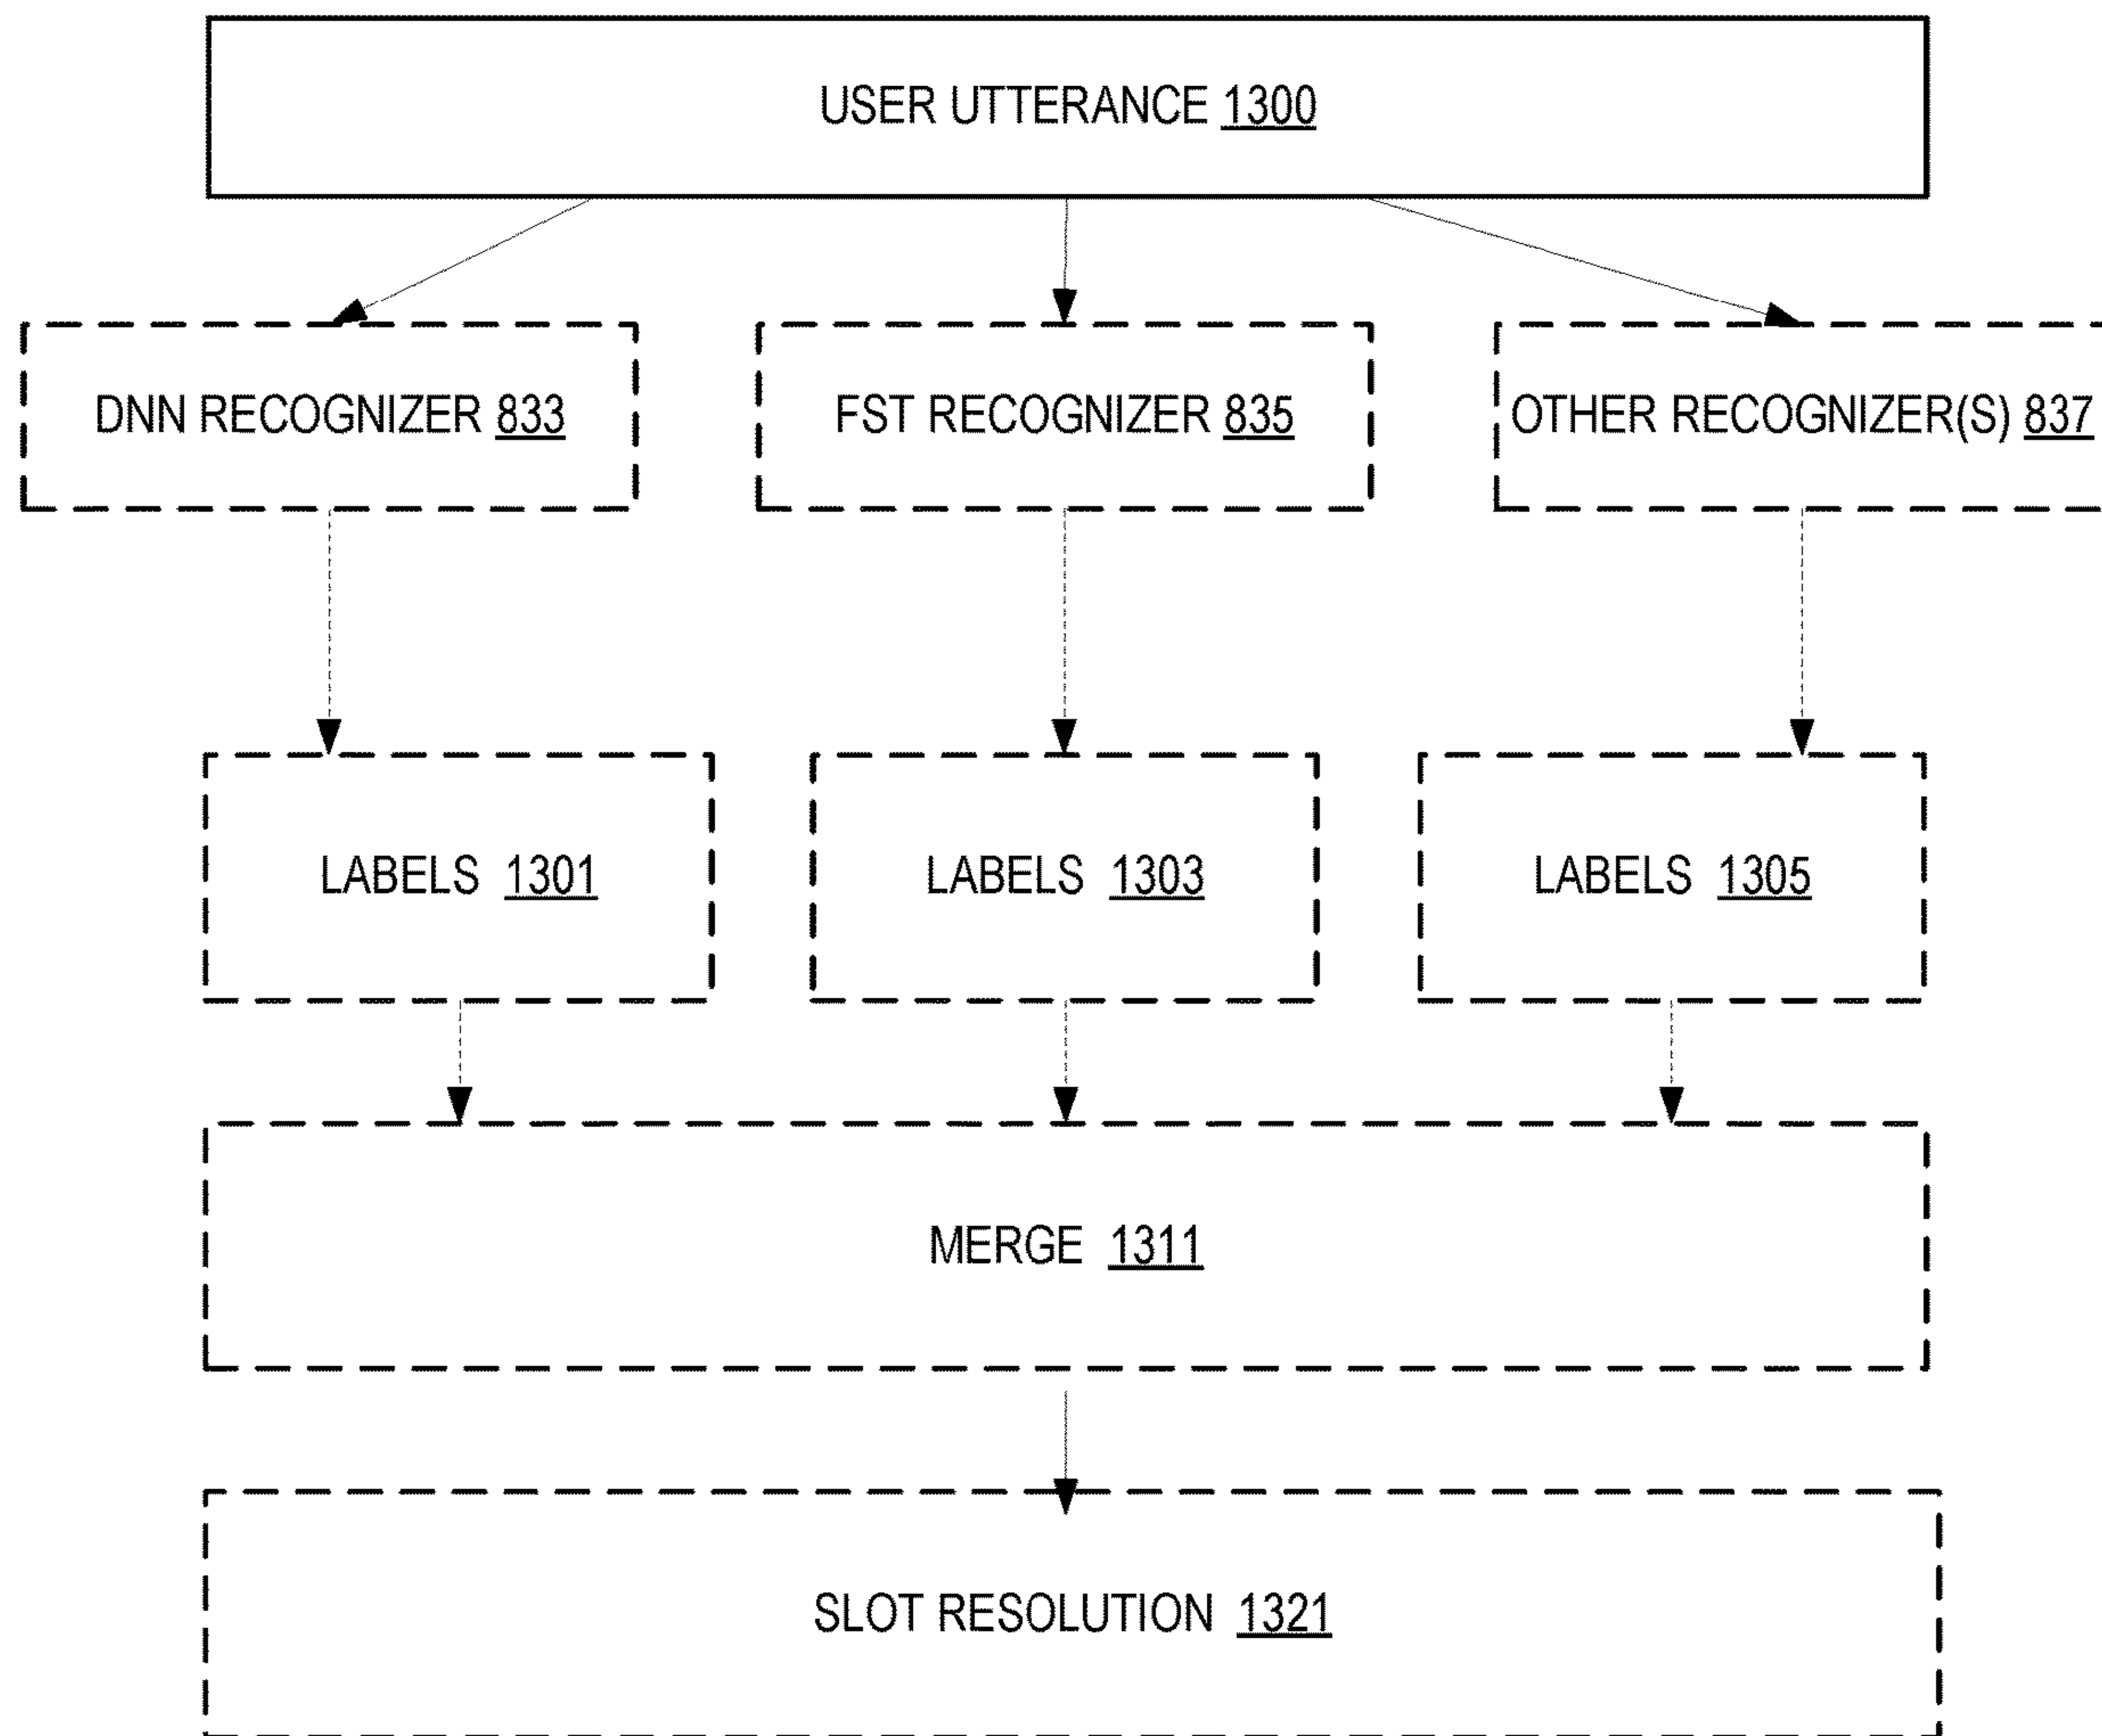 USER UTTERANCE 1300
DNN RECOGNIZER 833
FST RECOGNIZER 835
OTHER RECOGNIZER(S) 837
LABELS 1301
LABELS 1303
LABELS 1305
MERGE 1311
SLOT RESOLUTION 1321